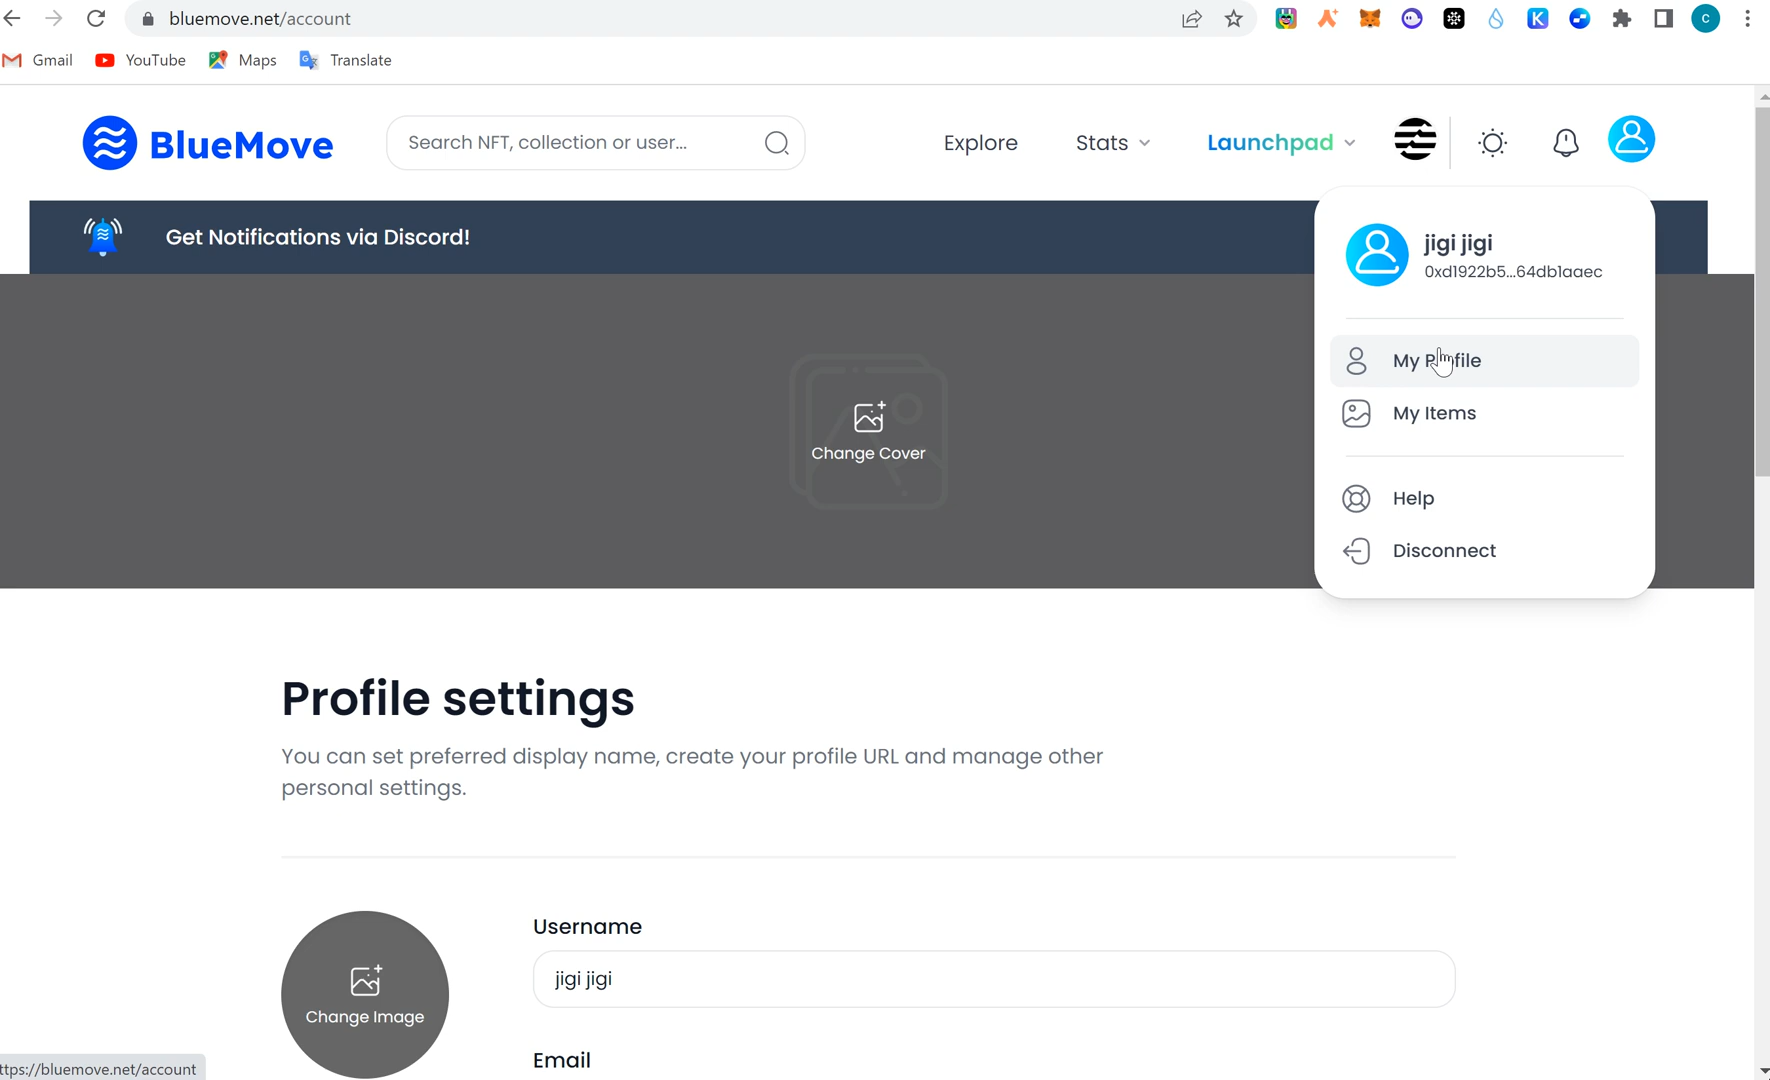 bluemove.net/account
C
Gmail
YouTube
Maps
Translate
BlueMove
Search NFT, collection or user...
Explore
Stats
Launchpad
Get Notifications via Discord!
jigi jigi
0xd1922b5...64db1aaec
My Profile
My Items
Help
Disconnect
Change Cover
Profile settings
You can set preferred display name, create your profile URL and manage other
personal settings.
Change Image
Username
jigi jigi
Email
ttps://bluemove.net/account